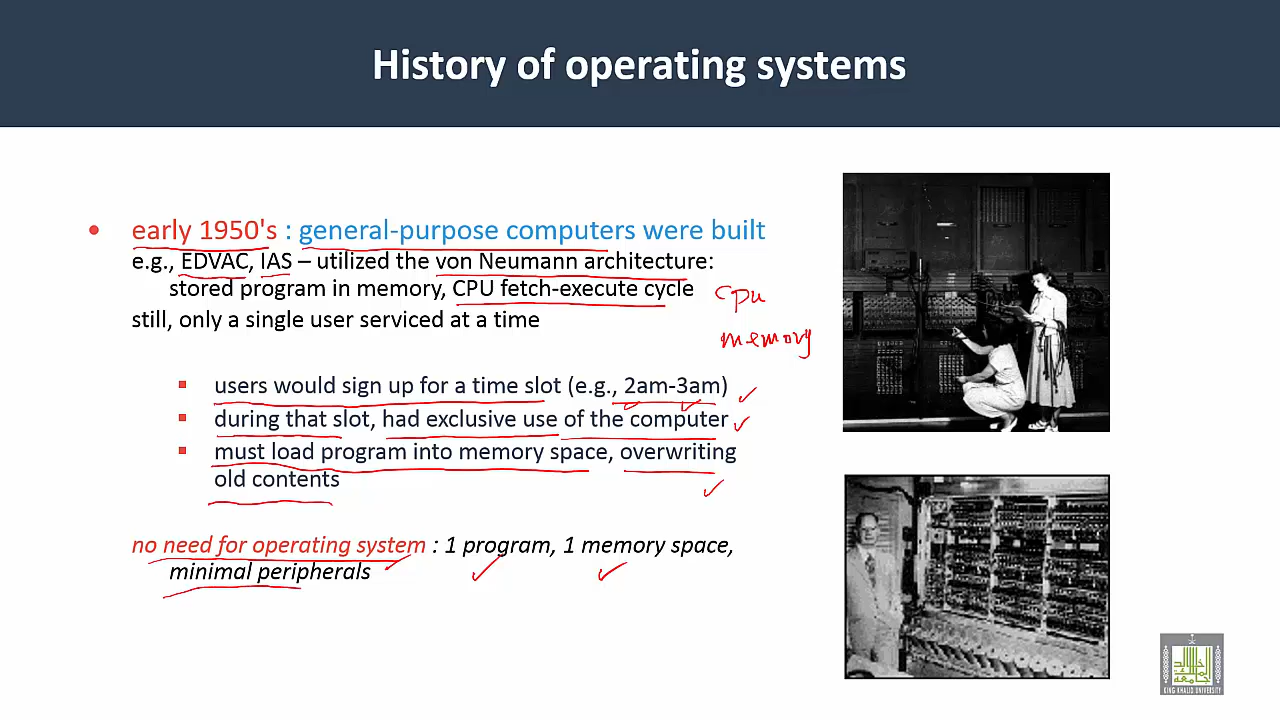 History of operating systems
• early 1950's : general-purpose computers were built
e.g., EDVAC, IAS – utilized the von Neumann architecture:
stored program in memory, CPU fetch-execute cycle
still, only a single user serviced at a time
cpu
memory
▪ users would sign up for a time slot (e.g., 2am-3am)
▪ during that slot, had exclusive use of the computer
▪ must load program into memory space, overwriting
old contents
no need for operating system : 1 program, 1 memory space,
minimal peripherals
جامعة الملك خالد
KING KHALID UNIVERSITY